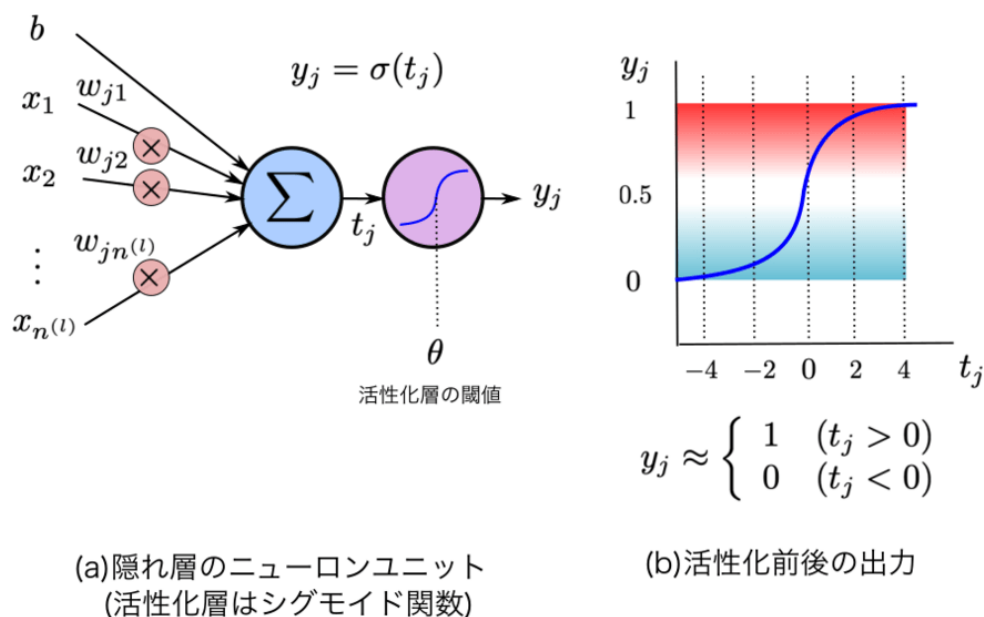 b
x₁
w_{j1}
x₂
w_{j2}
⋮
w_{jn^{(l)}}
x_{n^{(l)}}
y_j = σ(t_j)
Σ
t_j
y_j
θ
活性化層の閾値
(a)隠れ層のニューロンユニット
(活性化層はシグモイド関数)
y_j
1
0.5
0
−4 −2 0 2 4 t_j
y_j ≈ { 1 (t_j > 0)
0 (t_j < 0)
(b)活性化前後の出力